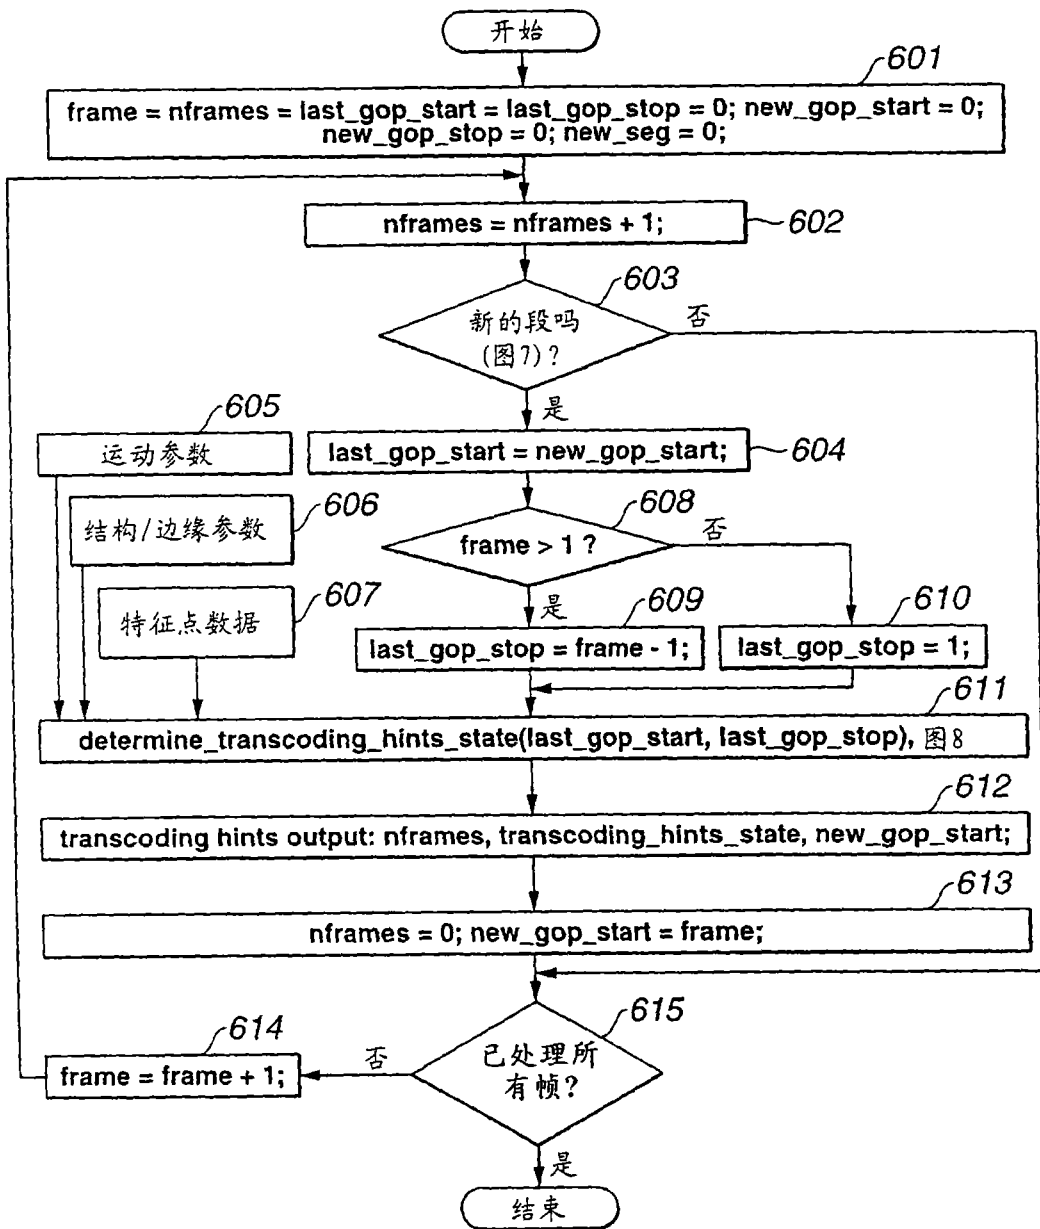 开始
601
frame = nframes = last_gop_start = last_gop_stop = 0; new_gop_start = 0;
new_gop_stop = 0; new_seg = 0;
nframes = nframes + 1;
602
603
新的段吗
(图7)?
否
是
605
运动参数
last_gop_start = new_gop_start;
604
606
结构/边缘参数
608
frame > 1 ?
否
607
特征点数据
是
609
610
last_gop_stop = frame - 1;
last_gop_stop = 1;
611
determine_transcoding_hints_state(last_gop_start, last_gop_stop), 图8
612
transcoding hints output: nframes, transcoding_hints_state, new_gop_start;
613
nframes = 0; new_gop_start = frame;
615
614
已处理所
有帧?
否
frame = frame + 1;
是
结束